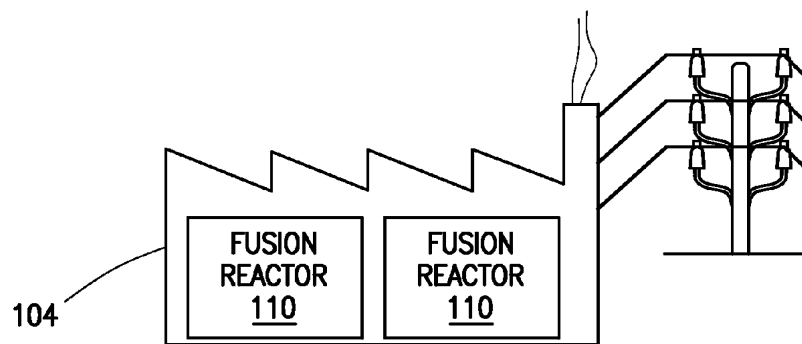 FUSION
REACTOR
110
FUSION
REACTOR
110
104